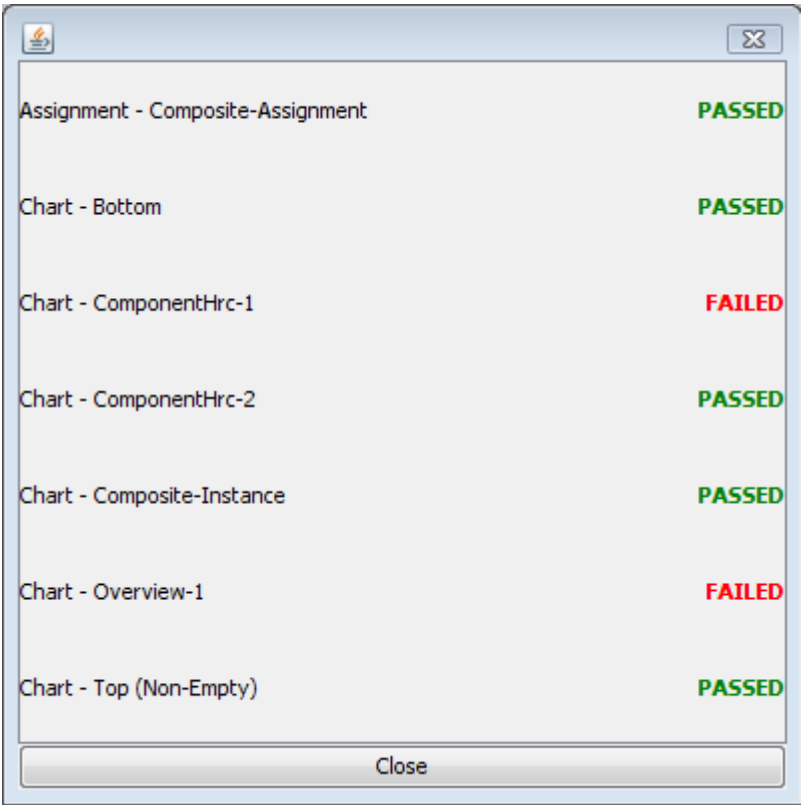 Assignment - Composite-Assignment PASSED
Chart - Bottom PASSED
Chart - ComponentHrc-1 FAILED
Chart - ComponentHrc-2 PASSED
Chart - Composite-Instance PASSED
Chart - Overview-1 FAILED
Chart - Top (Non-Empty) PASSED
Close